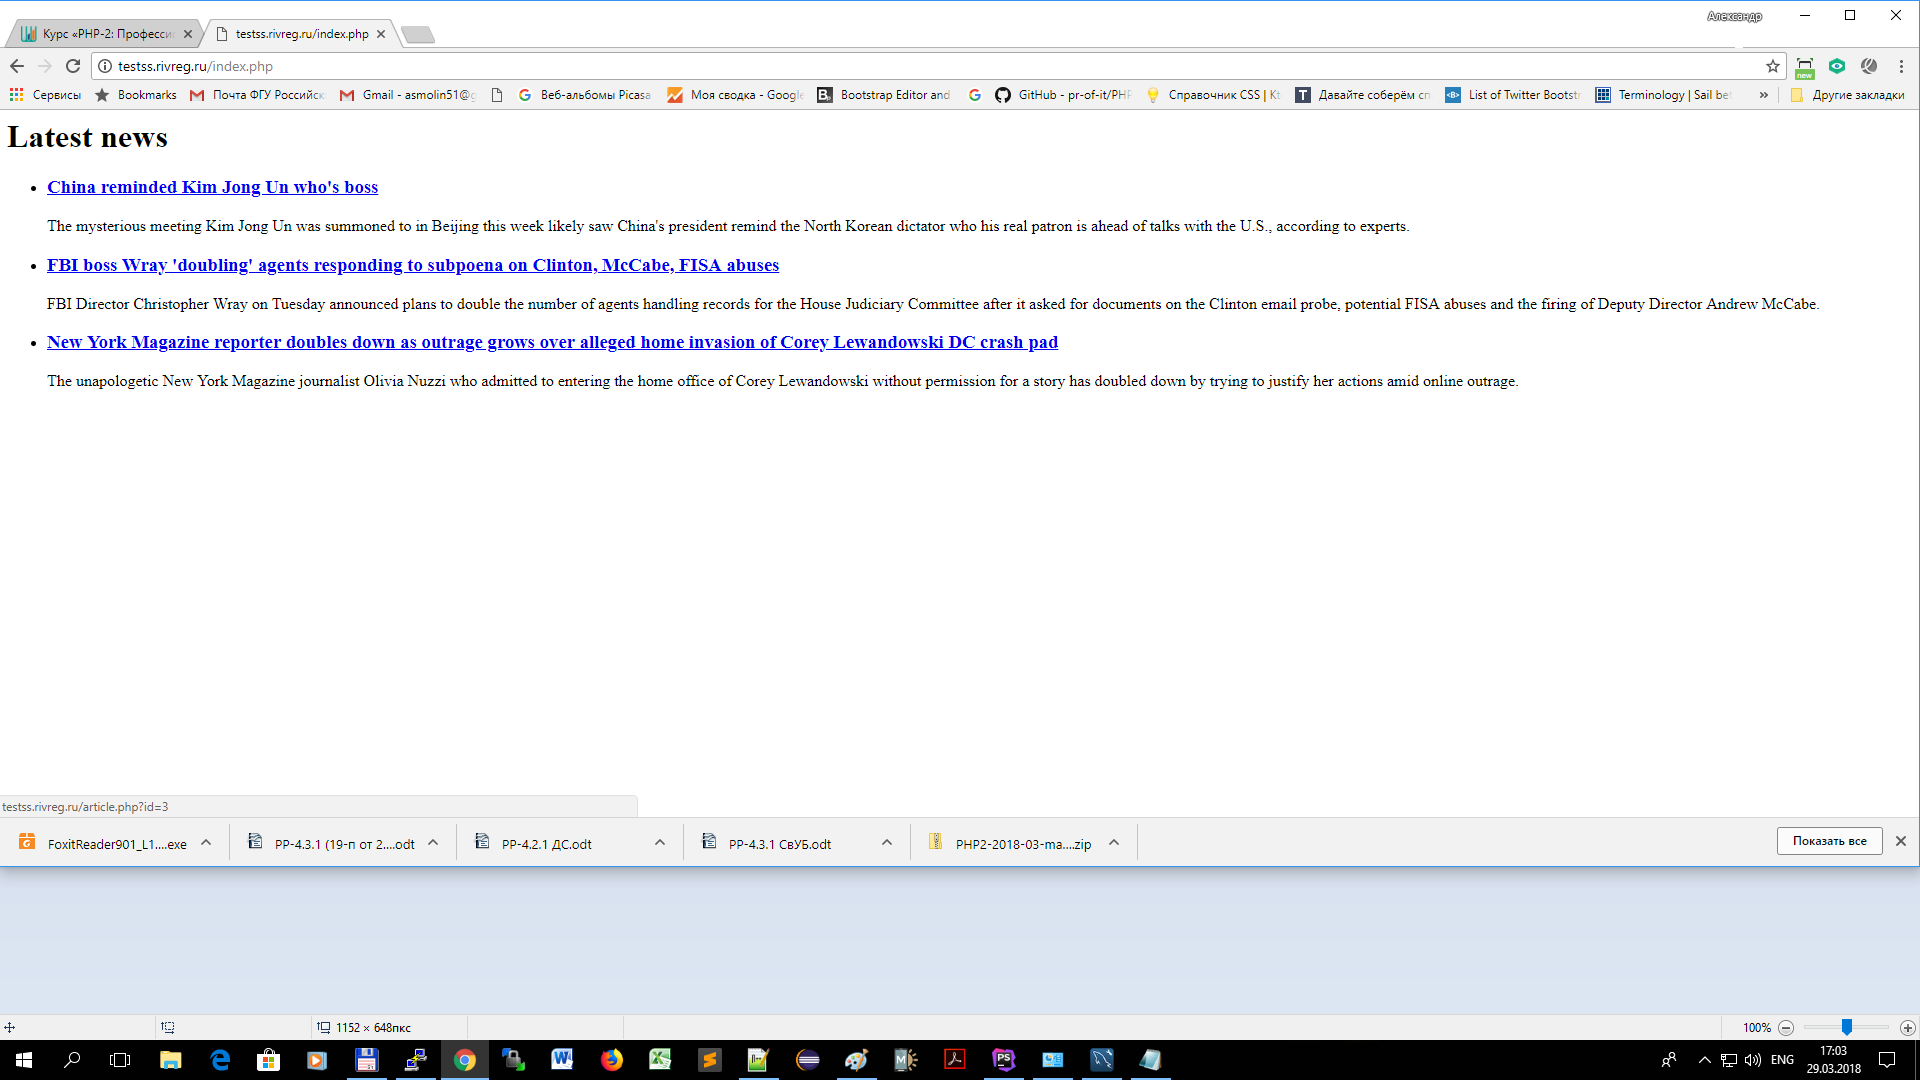 Александр
Курс «PHP-2: Професси
testss.rivreg.ru/index.php
testss.rivreg.ru/index.php
new
Сервисы Bookmarks Почта ФГУ Российск Gmail - asmolin51@g Веб-альбомы Picasa Моя сводка - Google Bootstrap Editor and GitHub - pr-of-it/PHP Справочник CSS | Kt Давайте соберём сп List of Twitter Bootstr Terminology | Sail bet » Другие закладки
Latest news
China reminded Kim Jong Un who's boss
The mysterious meeting Kim Jong Un was summoned to in Beijing this week likely saw China's president remind the North Korean dictator who his real patron is ahead of talks with the U.S., according to experts.
FBI boss Wray 'doubling' agents responding to subpoena on Clinton, McCabe, FISA abuses
FBI Director Christopher Wray on Tuesday announced plans to double the number of agents handling records for the House Judiciary Committee after it asked for documents on the Clinton email probe, potential FISA abuses and the firing of Deputy Director Andrew McCabe.
New York Magazine reporter doubles down as outrage grows over alleged home invasion of Corey Lewandowski DC crash pad
The unapologetic New York Magazine journalist Olivia Nuzzi who admitted to entering the home office of Corey Lewandowski without permission for a story has doubled down by trying to justify her actions amid online outrage.
testss.rivreg.ru/article.php?id=3
FoxitReader901_L1....exe PP-4.3.1 (19-п от 2....odt PP-4.2.1 ДС.odt PP-4.3.1 СвУБ.odt PHP2-2018-03-ma....zip Показать все
1152 × 648пкс 100%
ENG
17:03
29.03.2018